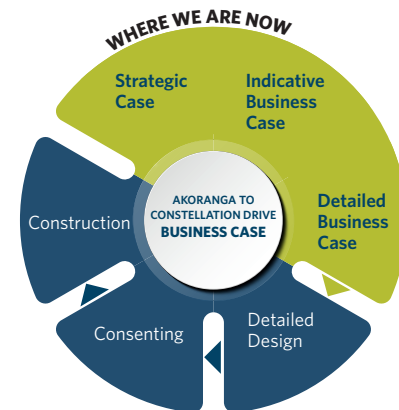 WHERE WE ARE NOW
Strategic
Case
Indicative
Business
Case
Detailed
Business
Case
AKORANGA TO
CONSTELLATION DRIVE
BUSINESS CASE
Construction
Consenting
Detailed
Design